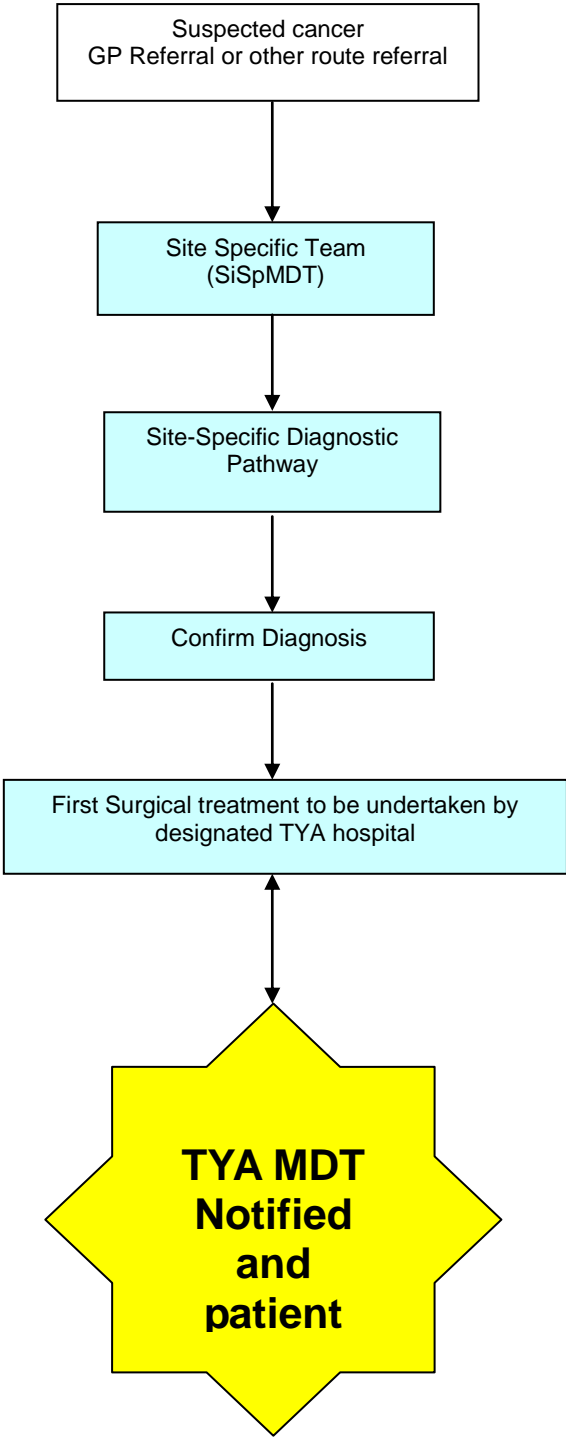 Suspected cancer
GP Referral or other route referral
Site Specific Team
(SiSpMDT)
Site-Specific Diagnostic
Pathway
Confirm Diagnosis
First Surgical treatment to be undertaken by
designated TYA hospital
TYA MDT
Notified
and
patient